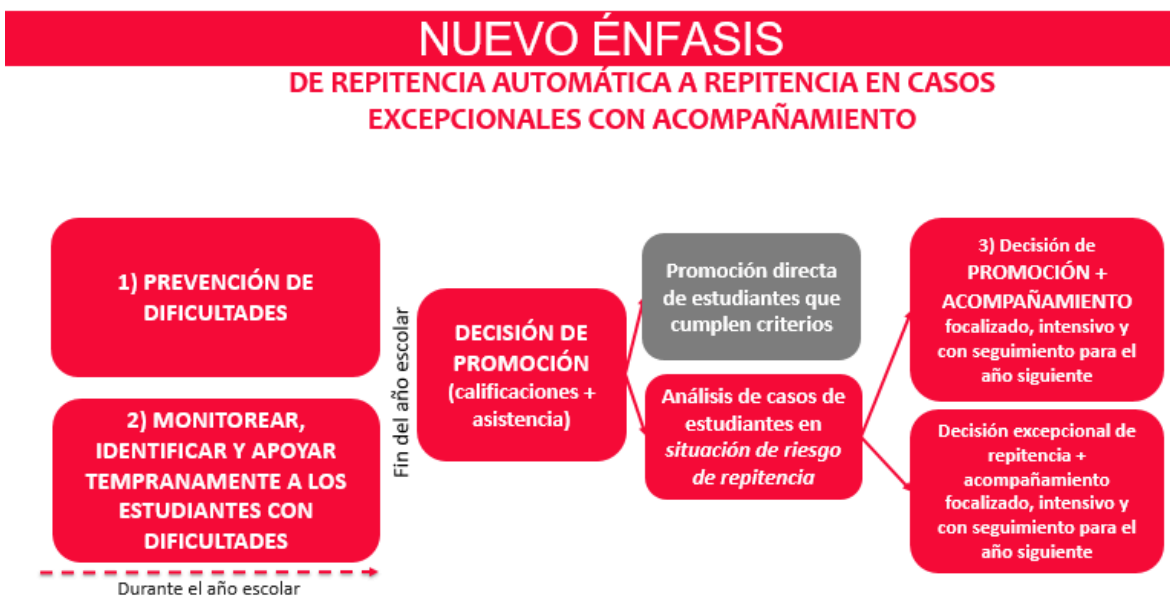 NUEVO ÉNFASIS
DE REPITENCIA AUTOMÁTICA A REPITENCIA EN CASOS
EXCEPCIONALES CON ACOMPAÑAMIENTO
1) PREVENCIÓN DE
DIFICULTADES
2) MONITOREAR,
IDENTIFICAR Y APOYAR
TEMPRANAMENTE A LOS
ESTUDIANTES CON
DIFICULTADES
Durante el año escolar
Fin del año escolar
DECISIÓN DE
PROMOCIÓN
(calificaciones +
asistencia)
Promoción directa
de estudiantes que
cumplen criterios
Análisis de casos de
estudiantes en
situación de riesgo
de repitencia
3) Decisión de
PROMOCIÓN +
ACOMPAÑAMIENTO
focalizado, intensivo y
con seguimiento para el
año siguiente
Decisión excepcional de
repitencia +
acompañamiento
focalizado, intensivo y
con seguimiento para el
año siguiente